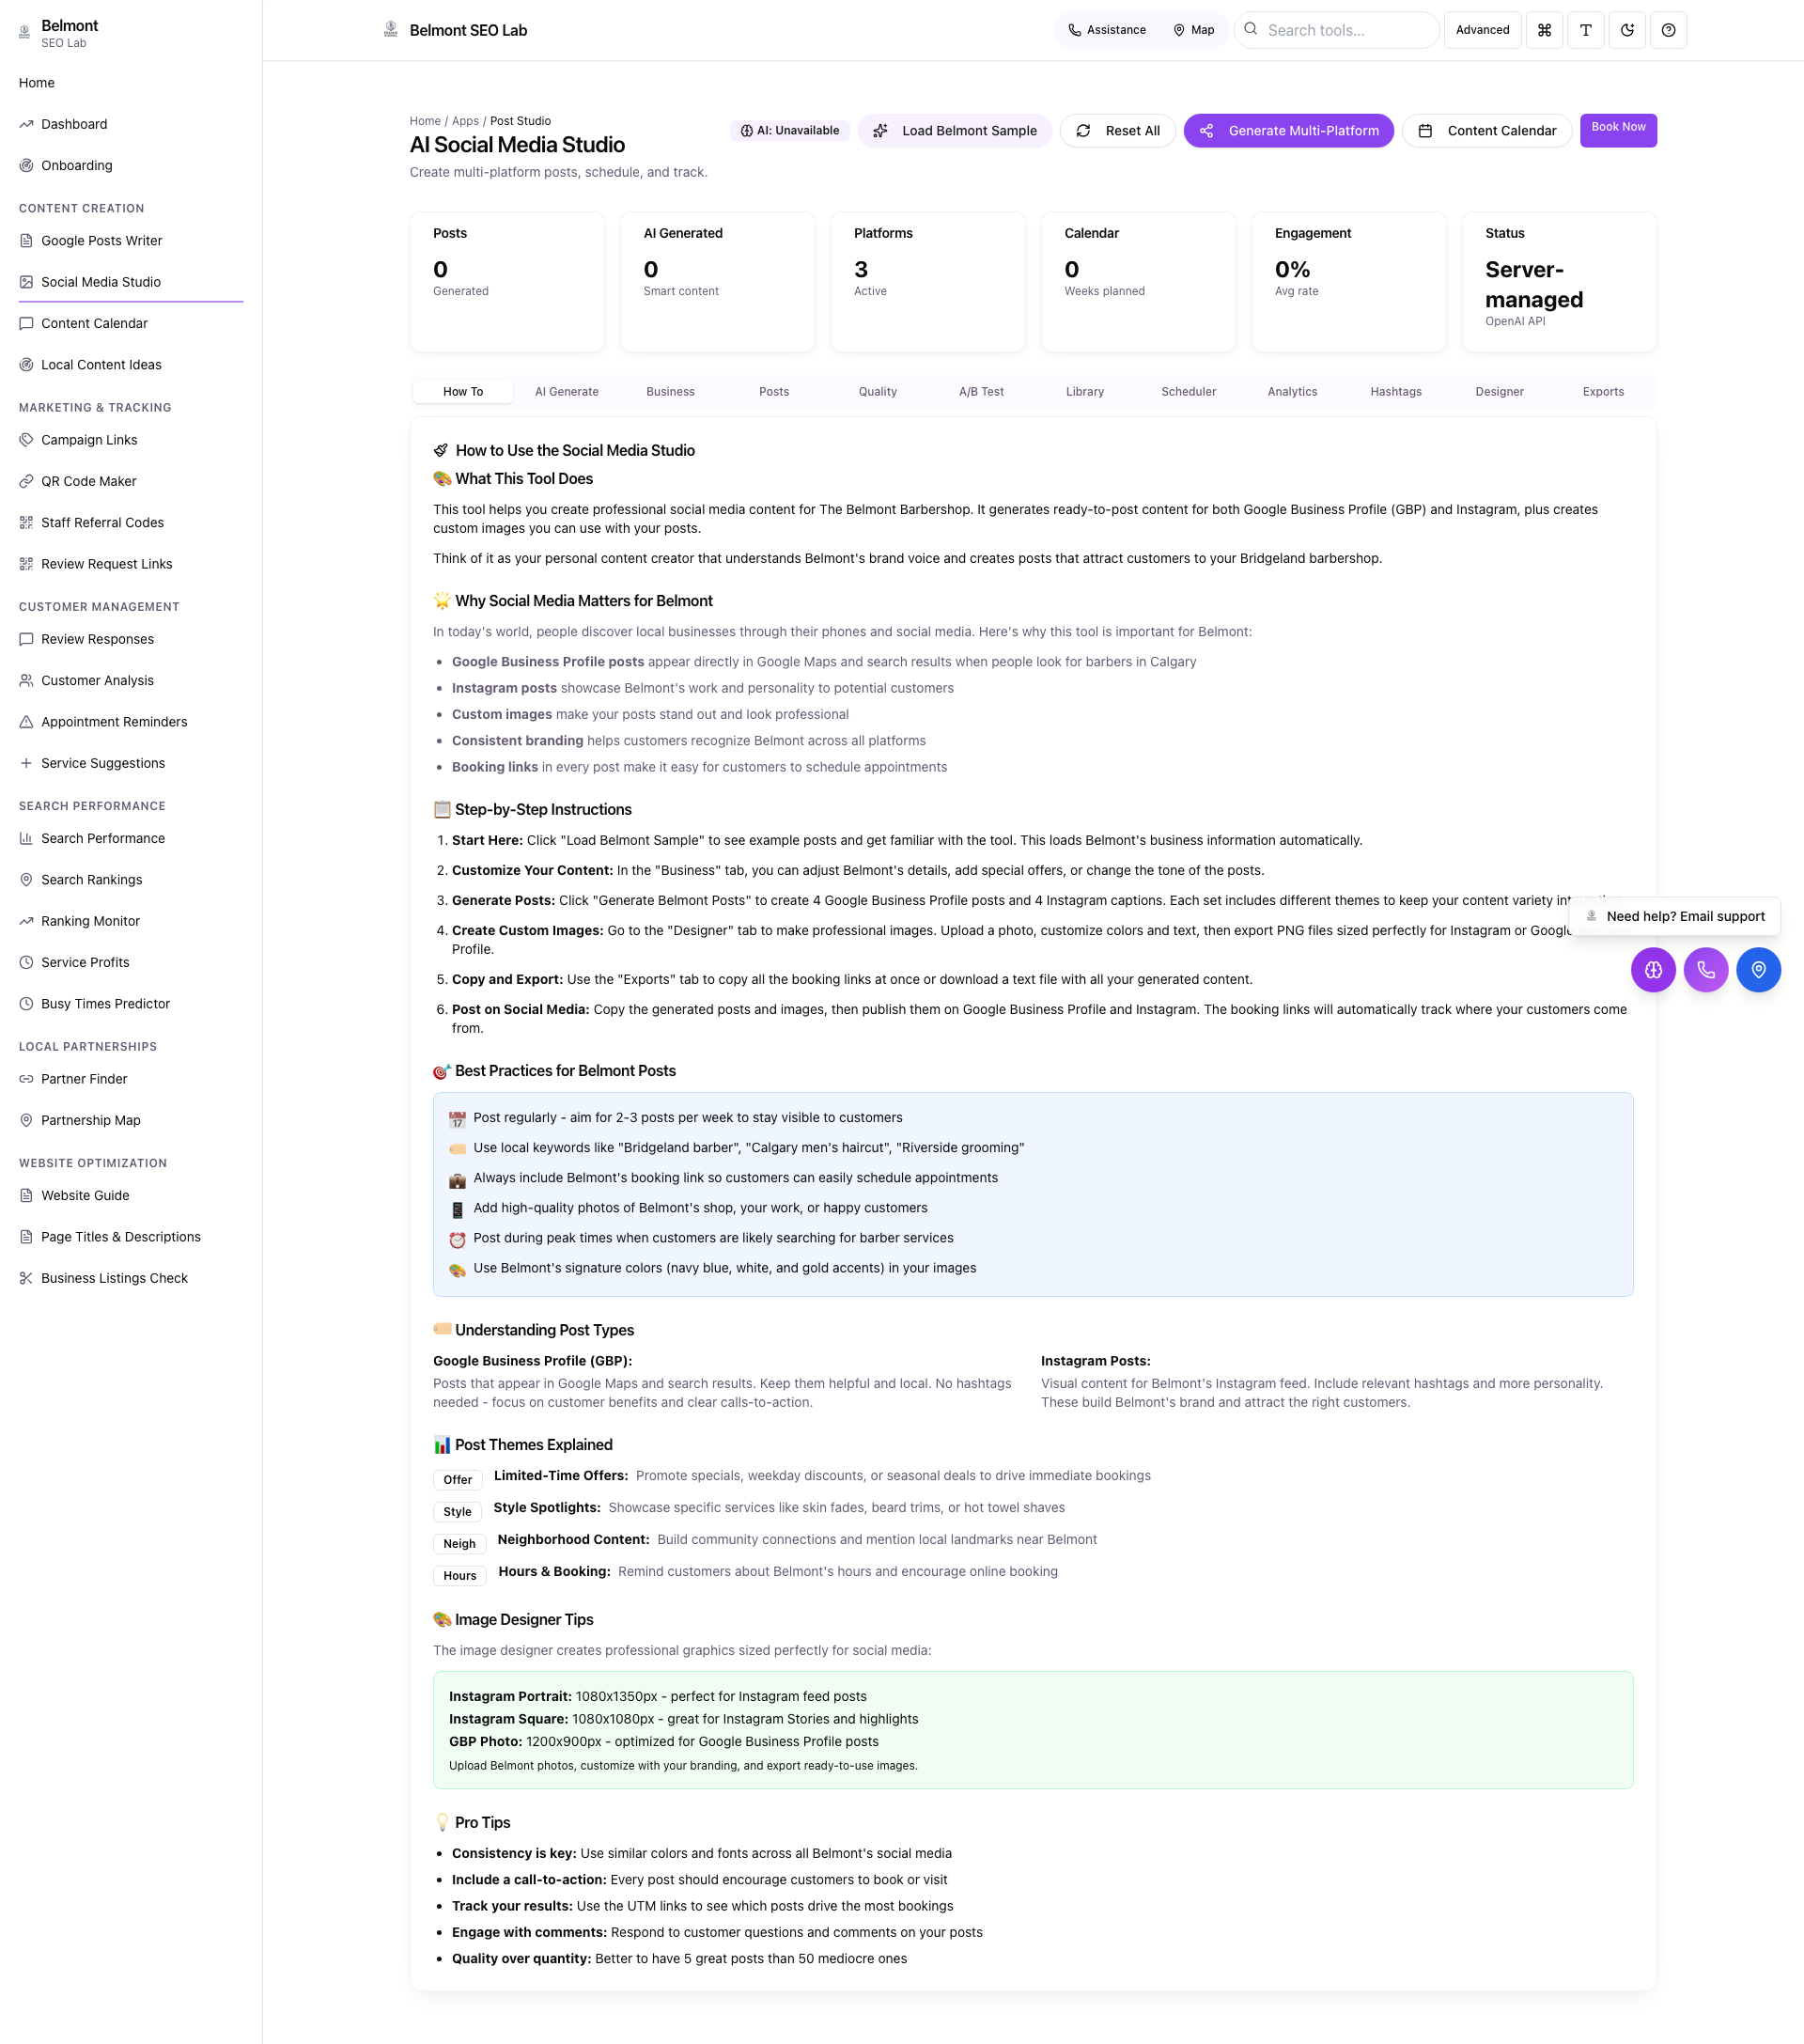 Belmont
SEO Lab
Home
Dashboard
Onboarding
CONTENT CREATION
Google Posts Writer
Social Media Studio
Content Calendar
Local Content Ideas
MARKETING & TRACKING
Campaign Links
QR Code Maker
Staff Referral Codes
Review Request Links
CUSTOMER MANAGEMENT
Review Responses
Customer Analysis
Appointment Reminders
Service Suggestions
SEARCH PERFORMANCE
Search Performance
Search Rankings
Ranking Monitor
Service Profits
Busy Times Predictor
LOCAL PARTNERSHIPS
Partner Finder
Partnership Map
WEBSITE OPTIMIZATION
Website Guide
Page Titles & Descriptions
Business Listings Check
Belmont SEO Lab
Assistance
Map
Search tools...
Advanced
Home / Apps / Post Studio
AI Social Media Studio
Create multi-platform posts, schedule, and track.
AI: Unavailable
Load Belmont Sample
Reset All
Generate Multi-Platform
Content Calendar
Book Now
Posts
0
Generated
AI Generated
0
Smart content
Platforms
3
Active
Calendar
0
Weeks planned
Engagement
0%
Avg rate
Status
Server-
managed
OpenAI API
How To
AI Generate
Business
Posts
Quality
A/B Test
Library
Scheduler
Analytics
Hashtags
Designer
Exports
How to Use the Social Media Studio
🎨 What This Tool Does
This tool helps you create professional social media content for The Belmont Barbershop. It generates ready-to-post content for both Google Business Profile (GBP) and Instagram, plus creates
custom images you can use with your posts.
Think of it as your personal content creator that understands Belmont's brand voice and creates posts that attract customers to your Bridgeland barbershop.
🌟 Why Social Media Matters for Belmont
In today's world, people discover local businesses through their phones and social media. Here's why this tool is important for Belmont:
• Google Business Profile posts appear directly in Google Maps and search results when people look for barbers in Calgary
• Instagram posts showcase Belmont's work and personality to potential customers
• Custom images make your posts stand out and look professional
• Consistent branding helps customers recognize Belmont across all platforms
• Booking links in every post make it easy for customers to schedule appointments
📋 Step-by-Step Instructions
1. Start Here: Click "Load Belmont Sample" to see example posts and get familiar with the tool. This loads Belmont's business information automatically.
2. Customize Your Content: In the "Business" tab, you can adjust Belmont's details, add special offers, or change the tone of the posts.
3. Generate Posts: Click "Generate Belmont Posts" to create 4 Google Business Profile posts and 4 Instagram captions. Each set includes different themes to keep your content variety
4. Create Custom Images: Go to the "Designer" tab to make professional images. Upload a photo, customize colors and text, then export PNG files sized perfectly for Instagram or Google
Profile.
5. Copy and Export: Use the "Exports" tab to copy all the booking links at once or download a text file with all your generated content.
6. Post on Social Media: Copy the generated posts and images, then publish them on Google Business Profile and Instagram. The booking links will automatically track where your customers come
from.
Need help? Email support
🎯 Best Practices for Belmont Posts
📅 Post regularly - aim for 2-3 posts per week to stay visible to customers
🏷️ Use local keywords like "Bridgeland barber", "Calgary men's haircut", "Riverside grooming"
💼 Always include Belmont's booking link so customers can easily schedule appointments
📱 Add high-quality photos of Belmont's shop, your work, or happy customers
⏰ Post during peak times when customers are likely searching for barber services
🎨 Use Belmont's signature colors (navy blue, white, and gold accents) in your images
🏷️ Understanding Post Types
Google Business Profile (GBP):
Posts that appear in Google Maps and search results. Keep them helpful and local. No hashtags
needed - focus on customer benefits and clear calls-to-action.
Instagram Posts:
Visual content for Belmont's Instagram feed. Include relevant hashtags and more personality.
These build Belmont's brand and attract the right customers.
📊 Post Themes Explained
Offer Limited-Time Offers: Promote specials, weekday discounts, or seasonal deals to drive immediate bookings
Style Style Spotlights: Showcase specific services like skin fades, beard trims, or hot towel shaves
Neigh Neighborhood Content: Build community connections and mention local landmarks near Belmont
Hours Hours & Booking: Remind customers about Belmont's hours and encourage online booking
🎨 Image Designer Tips
The image designer creates professional graphics sized perfectly for social media:
Instagram Portrait: 1080x1350px - perfect for Instagram feed posts
Instagram Square: 1080x1080px - great for Instagram Stories and highlights
GBP Photo: 1200x900px - optimized for Google Business Profile posts
Upload Belmont photos, customize with your branding, and export ready-to-use images.
💡 Pro Tips
• Consistency is key: Use similar colors and fonts across all Belmont's social media
• Include a call-to-action: Every post should encourage customers to book or visit
• Track your results: Use the UTM links to see which posts drive the most bookings
• Engage with comments: Respond to customer questions and comments on your posts
• Quality over quantity: Better to have 5 great posts than 50 mediocre ones